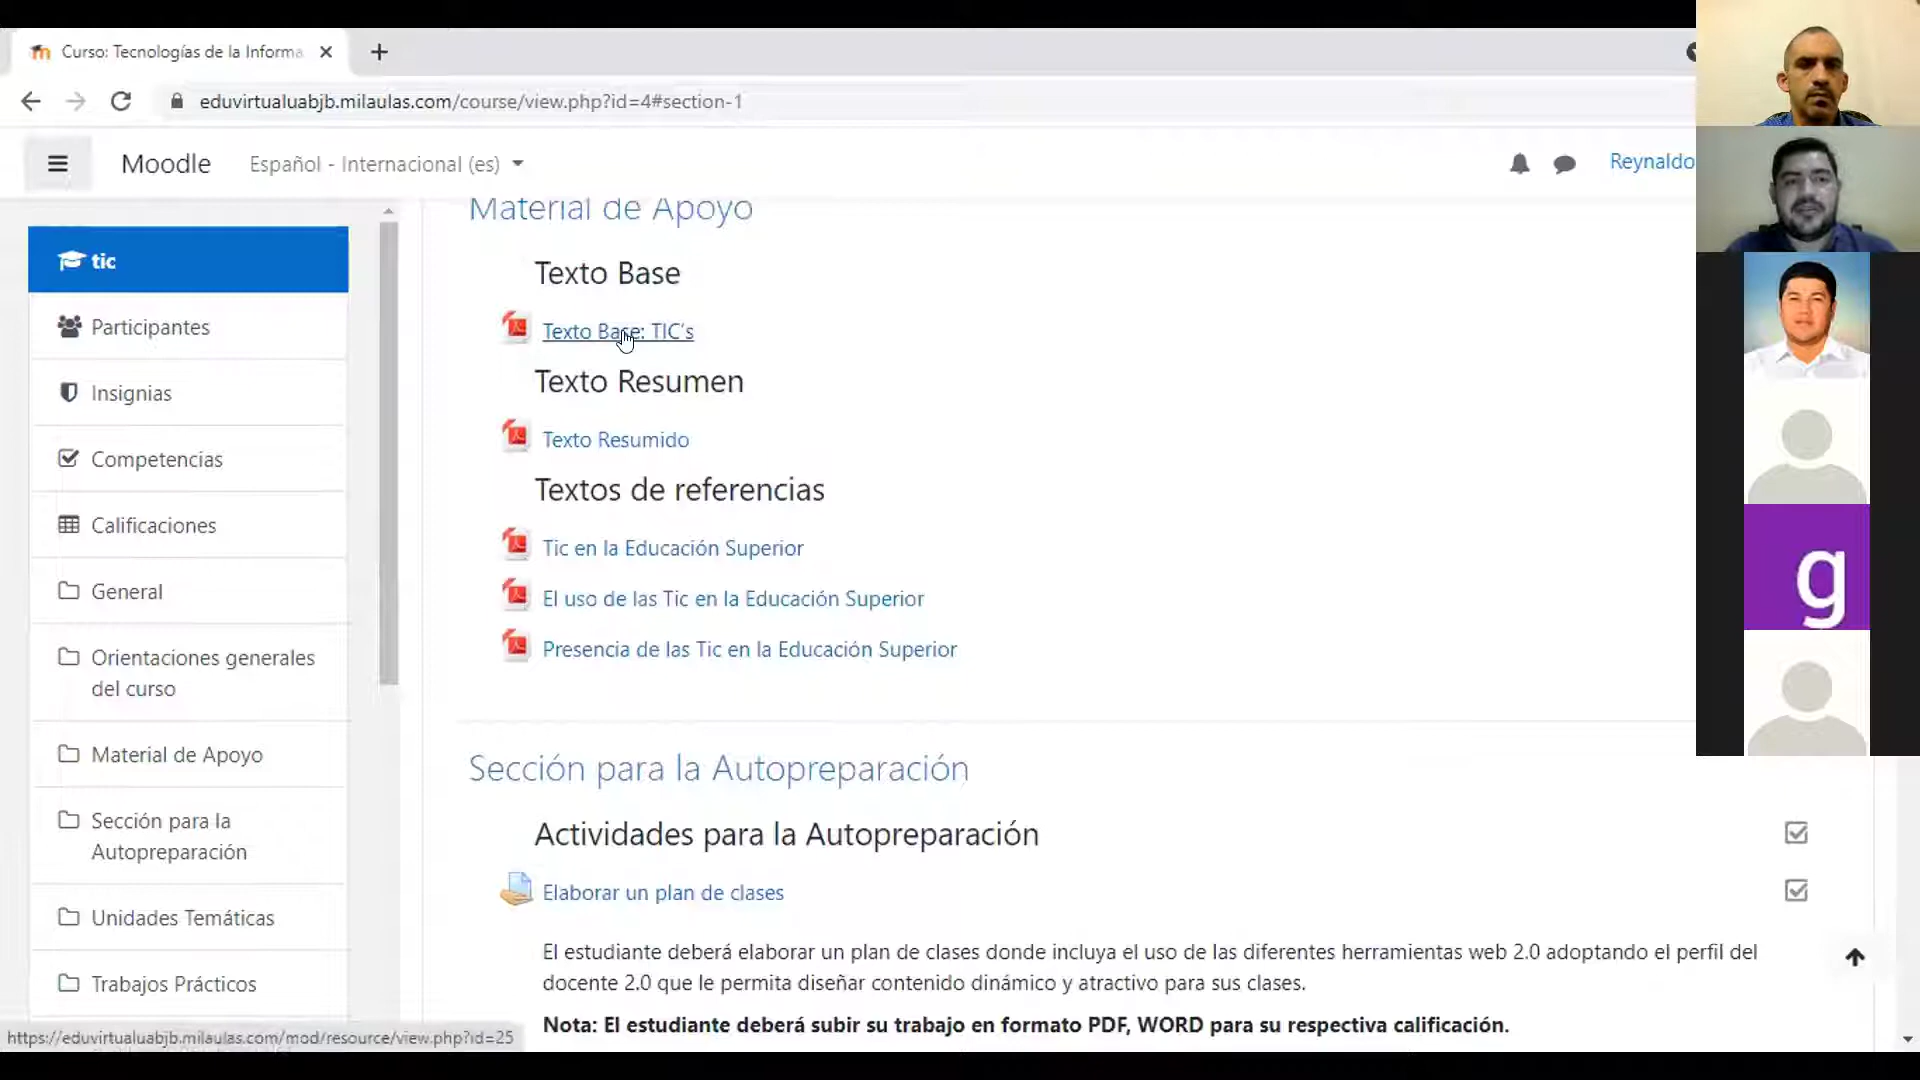 Curso: Tecnologías de la Informa
eduvirtualuabjb.milaulas.com/course/view.php?id=4#section-1
Moodle
Español - Internacional (es)
Reynaldo
tic
Participantes
Insignias
Competencias
Calificaciones
General
Orientaciones generales
del curso
Material de Apoyo
Sección para la
Autopreparación
Unidades Temáticas
Trabajos Prácticos
Material de Apoyo
Texto Base
Texto Base: TIC's
Texto Resumen
Texto Resumido
Textos de referencias
Tic en la Educación Superior
El uso de las Tic en la Educación Superior
Presencia de las Tic en la Educación Superior
Sección para la Autopreparación
Actividades para la Autopreparación
Elaborar un plan de clases
El estudiante deberá elaborar un plan de clases donde incluya el uso de las diferentes herramientas web 2.0 adoptando el perfil del
docente 2.0 que le permita diseñar contenido dinámico y atractivo para sus clases.
Nota: El estudiante deberá subir su trabajo en formato PDF, WORD para su respectiva calificación.
https://eduvirtualuabjb.milaulas.com/mod/resource/view.php?id=25
g